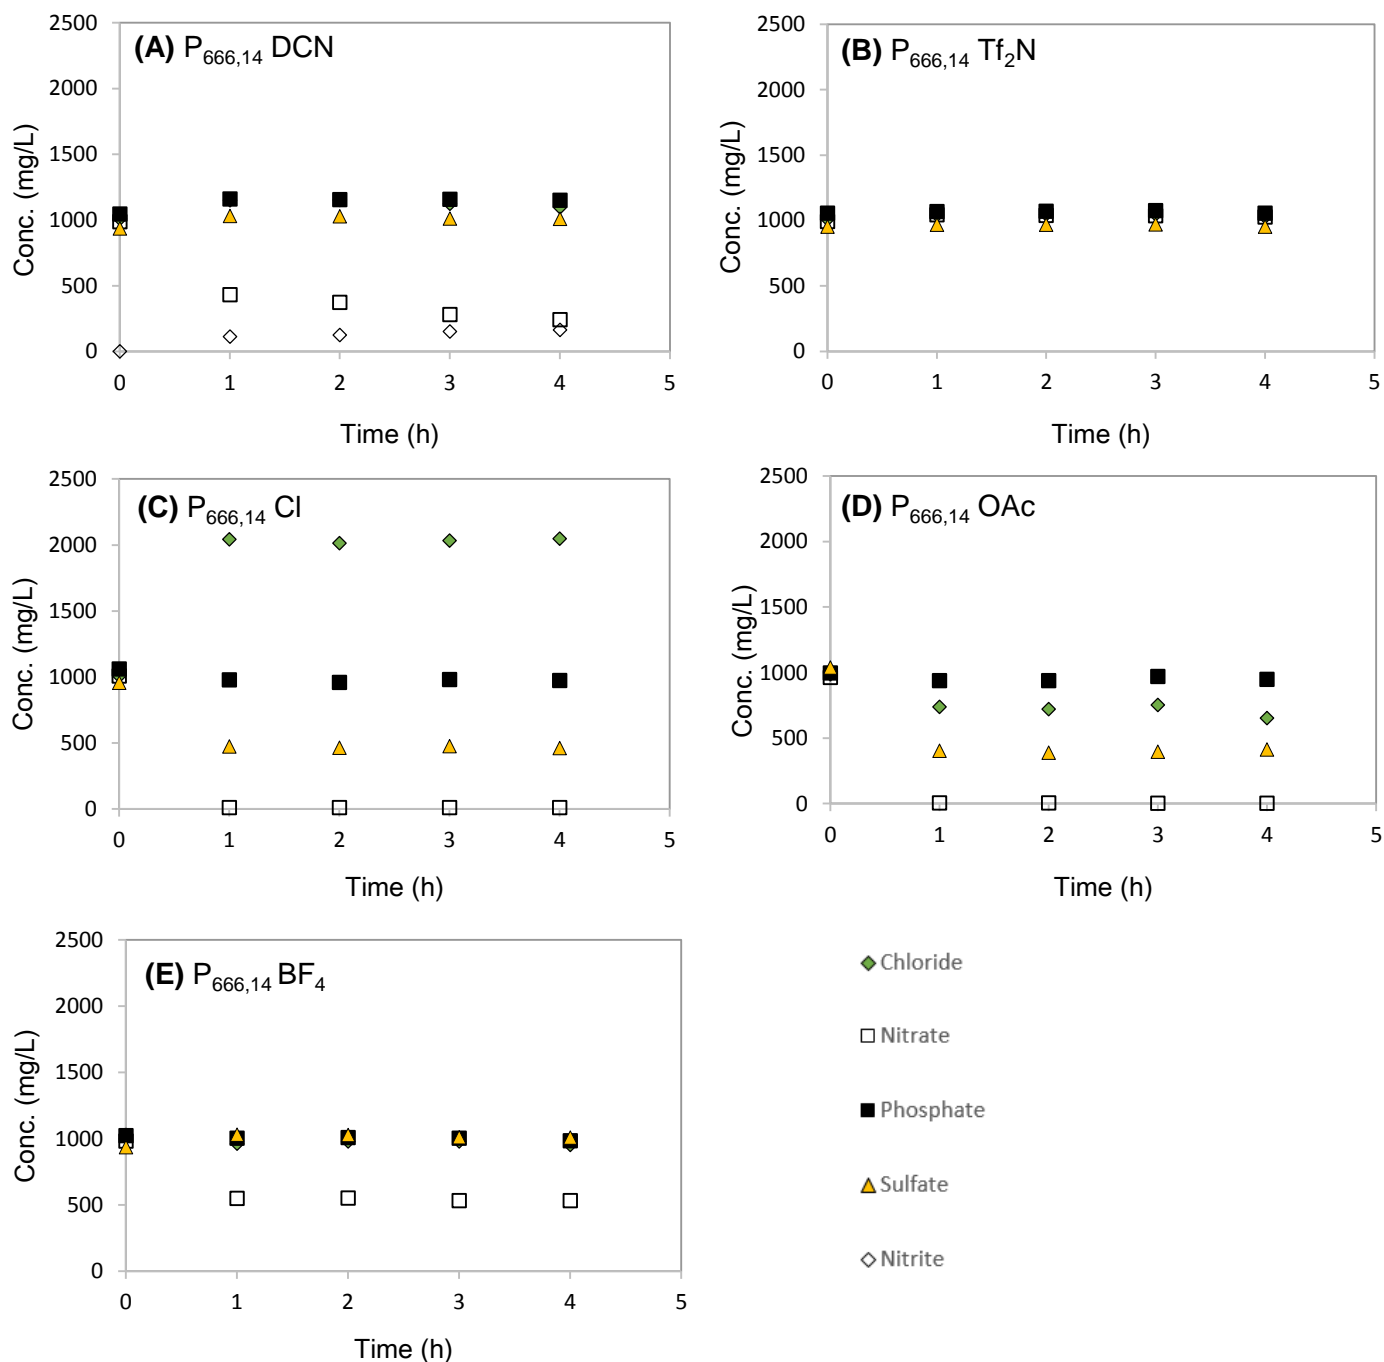 (A) P666,14 DCN
2500
2000
1500
1000
500
0
Conc. (mg/L)
0 1 2 3 4 5
Time (h)
(B) P666,14 Tf2N
2500
2000
1500
1000
500
0
Conc. (mg/L)
0 1 2 3 4 5
Time (h)
(C) P666,14 Cl
2500
2000
1500
1000
500
0
Conc. (mg/L)
0 1 2 3 4 5
Time (h)
(D) P666,14 OAc
2500
2000
1500
1000
500
0
Conc. (mg/L)
0 1 2 3 4 5
Time (h)
(E) P666,14 BF4
2500
2000
1500
1000
500
0
Conc. (mg/L)
0 1 2 3 4 5
Time (h)
Chloride
Nitrate
Phosphate
Sulfate
Nitrite